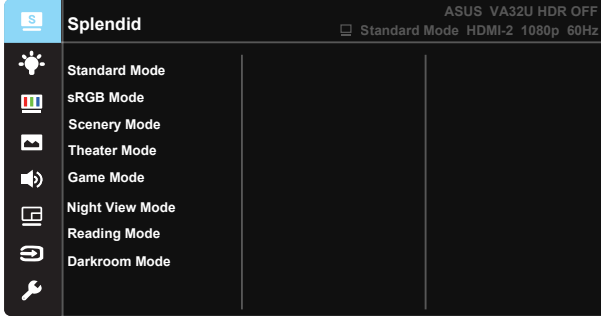 S
Splendid
ASUS VA32U HDR OFF
Standard Mode HDMI-2 1080p 60Hz
Standard Mode
sRGB Mode
Scenery Mode
Theater Mode
Game Mode
Night View Mode
Reading Mode
Darkroom Mode